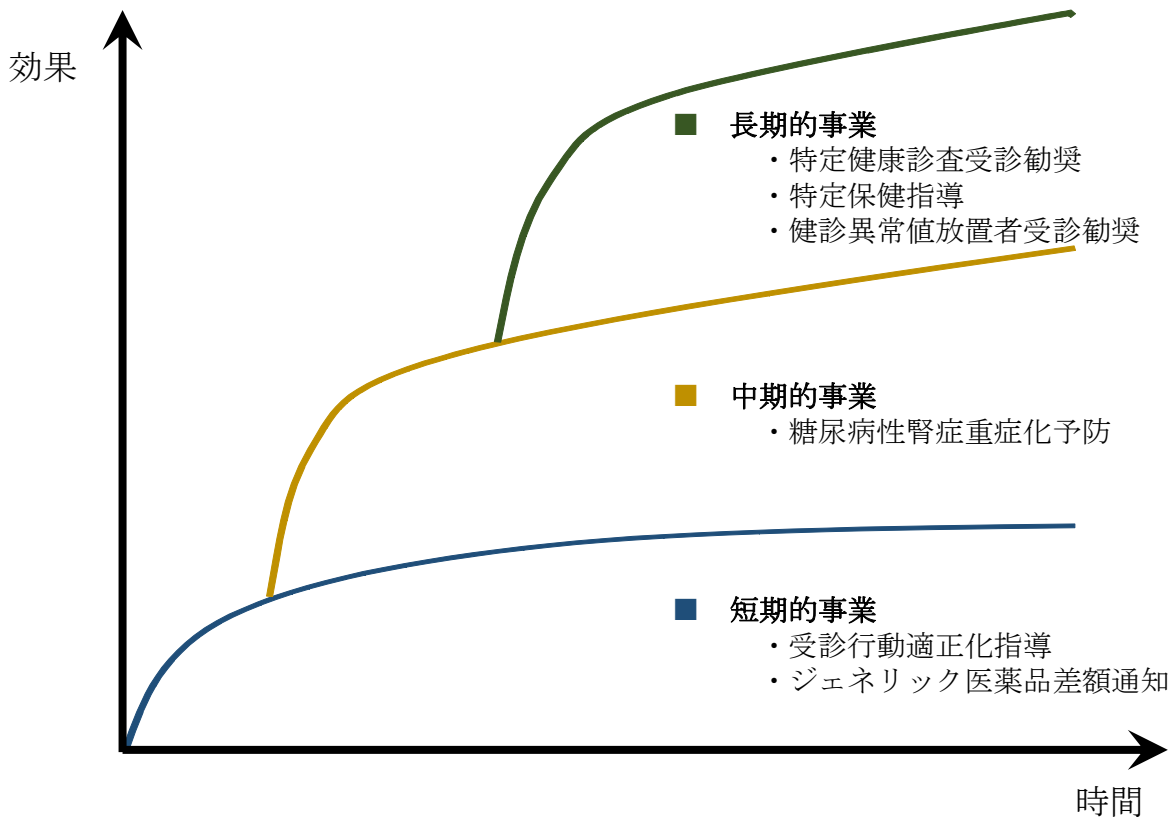 効果
■ 長期的事業
・特定健康診査受診勧奨
・特定保健指導
・健診異常値放置者受診勧奨
■ 中期的事業
・糖尿病性腎症重症化予防
■ 短期的事業
・受診行動適正化指導
・ジェネリック医薬品差額通知
時間